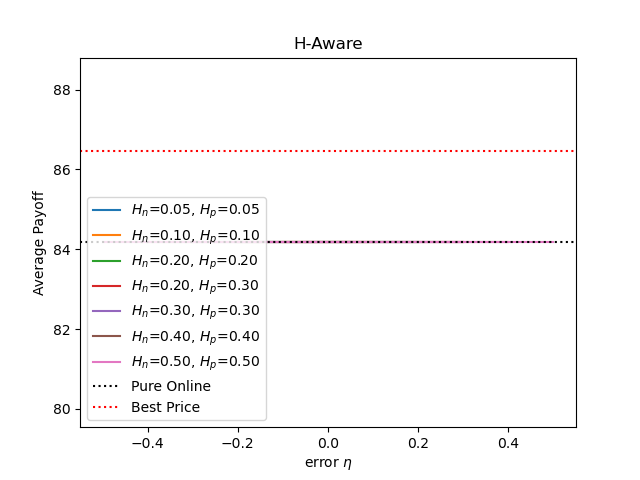 H-Aware
Average Payoff
88
86
84
82
80
H_n=0.05, H_p=0.05
H_n=0.10, H_p=0.10
H_n=0.20, H_p=0.20
H_n=0.20, H_p=0.30
H_n=0.30, H_p=0.30
H_n=0.40, H_p=0.40
H_n=0.50, H_p=0.50
Pure Online
Best Price
−0.4 −0.2 0.0 0.2 0.4
error η